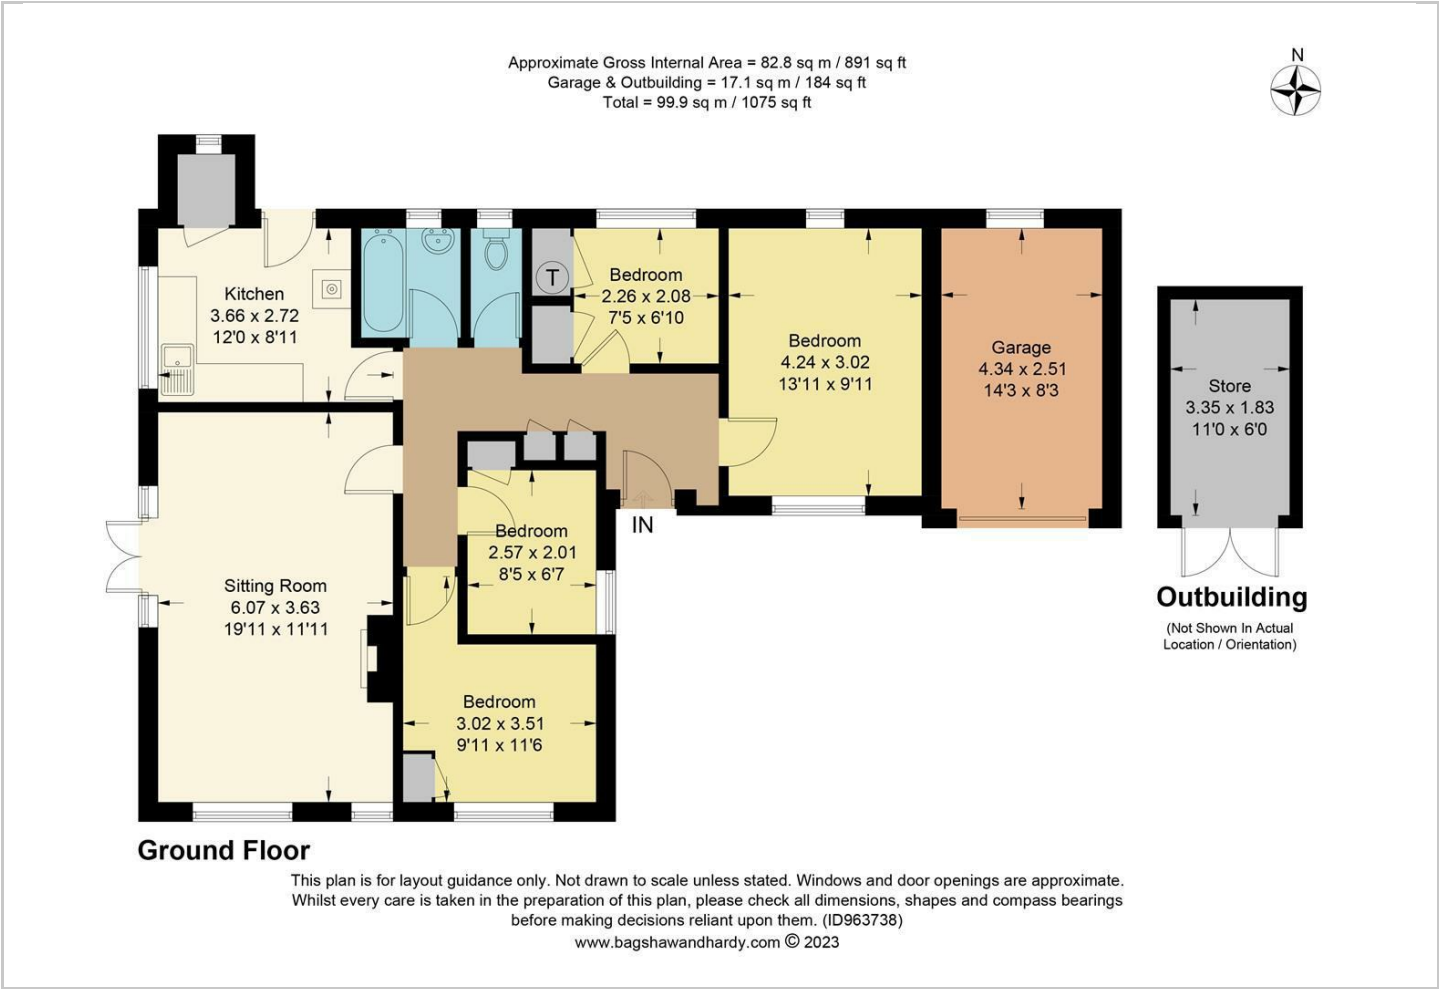 Approximate Gross Internal Area = 82.8 sq m / 891 sq ft
Garage & Outbuilding = 17.1 sq m / 184 sq ft
Total = 99.9 sq m / 1075 sq ft
N
Kitchen
3.66 x 2.72
12'0 x 8'11
T
Bedroom
2.26 x 2.08
7'5 x 6'10
Bedroom
4.24 x 3.02
13'11 x 9'11
Garage
4.34 x 2.51
14'3 x 8'3
Store
3.35 x 1.83
11'0 x 6'0
IN
Bedroom
2.57 x 2.01
8'5 x 6'7
Sitting Room
6.07 x 3.63
19'11 x 11'11
Outbuilding
(Not Shown In Actual
Location / Orientation)
Bedroom
3.02 x 3.51
9'11 x 11'6
Ground Floor
This plan is for layout guidance only. Not drawn to scale unless stated. Windows and door openings are approximate.
Whilst every care is taken in the preparation of this plan, please check all dimensions, shapes and compass bearings
before making decisions reliant upon them. (ID963738)
www.bagshawandhardy.com © 2023